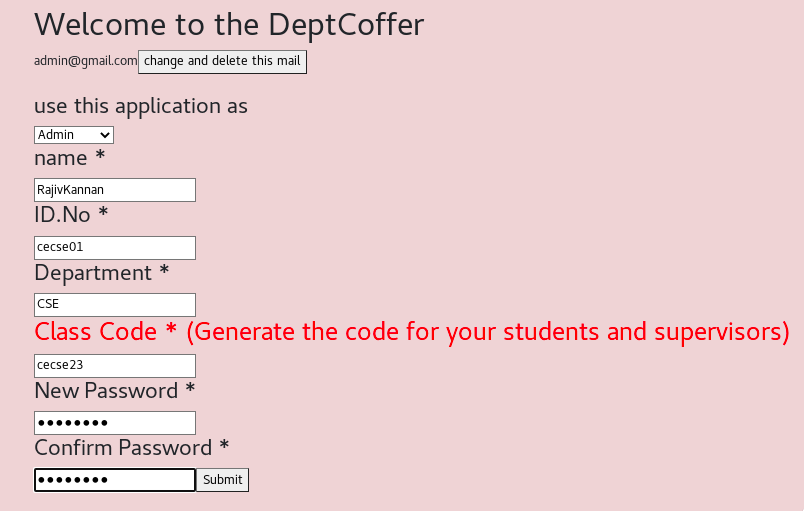 Welcome to the DeptCoffer
admin@gmail.com change and delete this mail
use this application as
Admin
name *
RajivKannan
ID.No *
cecse01
Department *
CSE
Class Code * (Generate the code for your students and supervisors)
cecse23
New Password *
●●●●●●●●
Confirm Password *
●●●●●●●● Submit